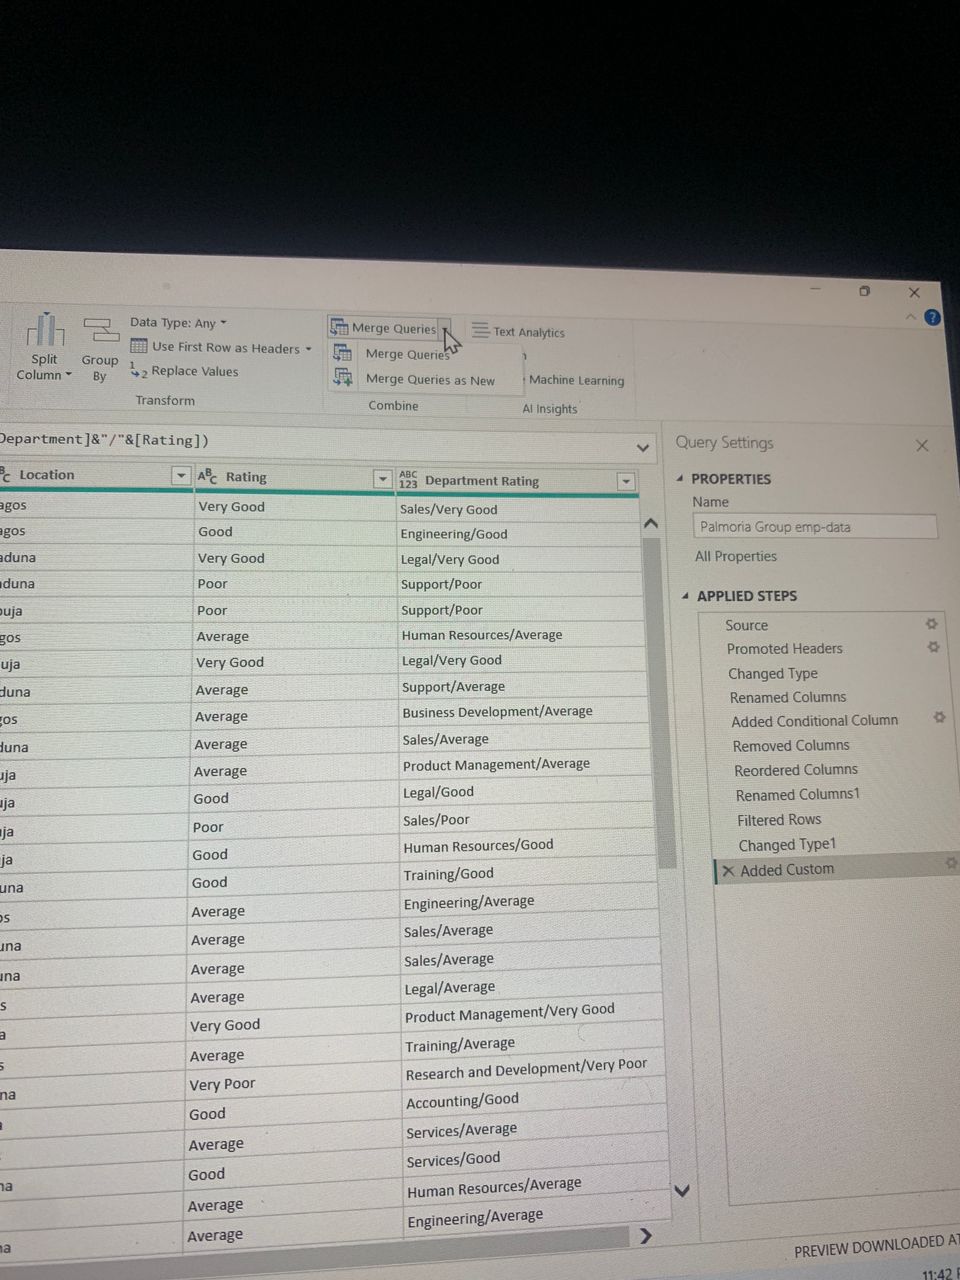 Data Type: Any
Use First Row as Headers
1 2 Replace Values
Split Column
Group By
Transform
Merge Queries
Merge Queries
Merge Queries as New
Combine
Text Analytics
Machine Learning
AI Insights
?
Department]&"/"&[Rating])
Location
ABC Rating
ABC 123 Department Rating
agos Very Good Sales/Very Good
agos Good Engineering/Good
aduna Very Good Legal/Very Good
duna Poor Support/Poor
uja Poor Support/Poor
gos Average Human Resources/Average
uja Very Good Legal/Very Good
duna Average Support/Average
gos Average Business Development/Average
duna Average Sales/Average
uja Average Product Management/Average
uja Good Legal/Good
ja Poor Sales/Poor
ja Good Human Resources/Good
una Good Training/Good
os Average Engineering/Average
una Average Sales/Average
una Average Sales/Average
s Average Legal/Average
a Very Good Product Management/Very Good
s Average Training/Average
na Very Poor Research and Development/Very Poor
Good Accounting/Good
Average Services/Average
na Good Services/Good
Average Human Resources/Average
na Average Engineering/Average
Query Settings
PROPERTIES
Name
Palmoria Group emp-data
All Properties
APPLIED STEPS
Source
Promoted Headers
Changed Type
Renamed Columns
Added Conditional Column
Removed Columns
Reordered Columns
Renamed Columns1
Filtered Rows
Changed Type1
Added Custom
PREVIEW DOWNLOADED AT
11:42